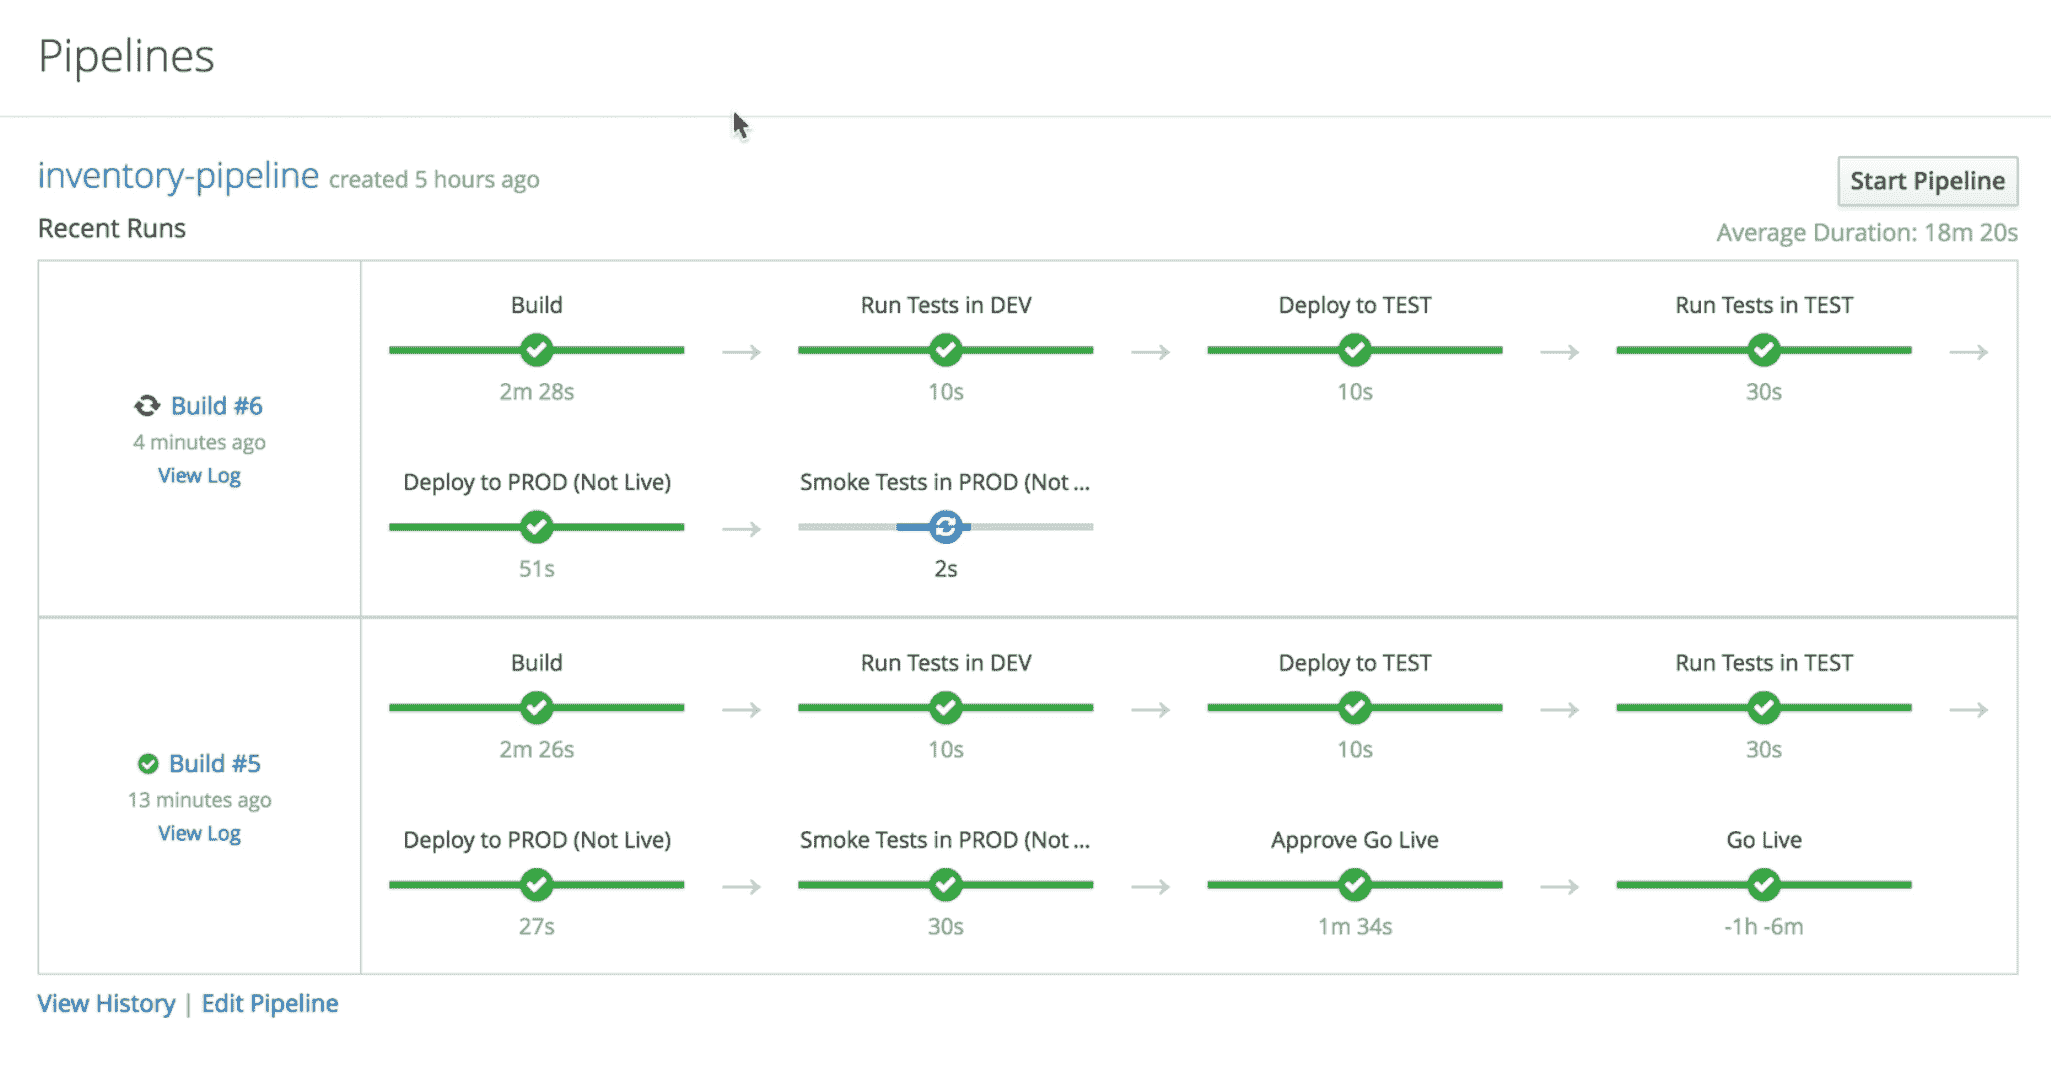 Pipelines
inventory-pipeline created 5 hours ago
Start Pipeline
Recent Runs
Average Duration: 18m 20s
Build #6
4 minutes ago
View Log
Build
Run Tests in DEV
Deploy to TEST
Run Tests in TEST
2m 28s
10s
10s
30s
Deploy to PROD (Not Live)
Smoke Tests in PROD (Not ...
51s
2s
Build #5
13 minutes ago
View Log
Build
Run Tests in DEV
Deploy to TEST
Run Tests in TEST
2m 26s
10s
10s
30s
Deploy to PROD (Not Live)
Smoke Tests in PROD (Not ...
Approve Go Live
Go Live
27s
30s
1m 34s
-1h -6m
View History | Edit Pipeline